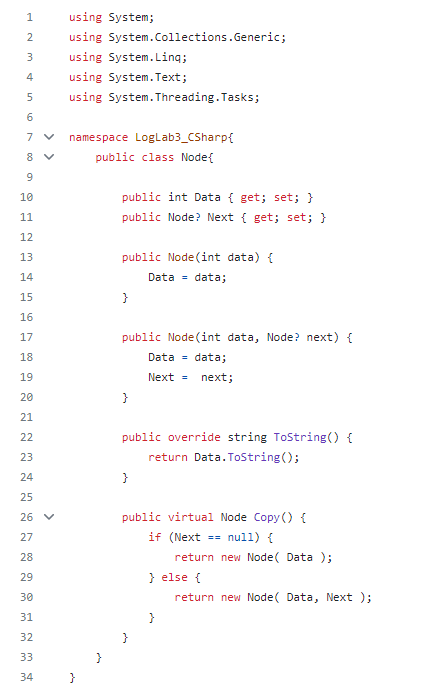 1 using System;
2 using System.Collections.Generic;
3 using System.Linq;
4 using System.Text;
5 using System.Threading.Tasks;
6
7 namespace LogLab3_CSharp{
8 public class Node{
9
10 public int Data { get; set; }
11 public Node? Next { get; set; }
12
13 public Node(int data) {
14 Data = data;
15 }
16
17 public Node(int data, Node? next) {
18 Data = data;
19 Next =  next;
20 }
21
22 public override string ToString() {
23 return Data.ToString();
24 }
25
26 public virtual Node Copy() {
27 if (Next == null) {
28 return new Node( Data );
29 } else {
30 return new Node( Data, Next );
31 }
32 }
33 }
34 }